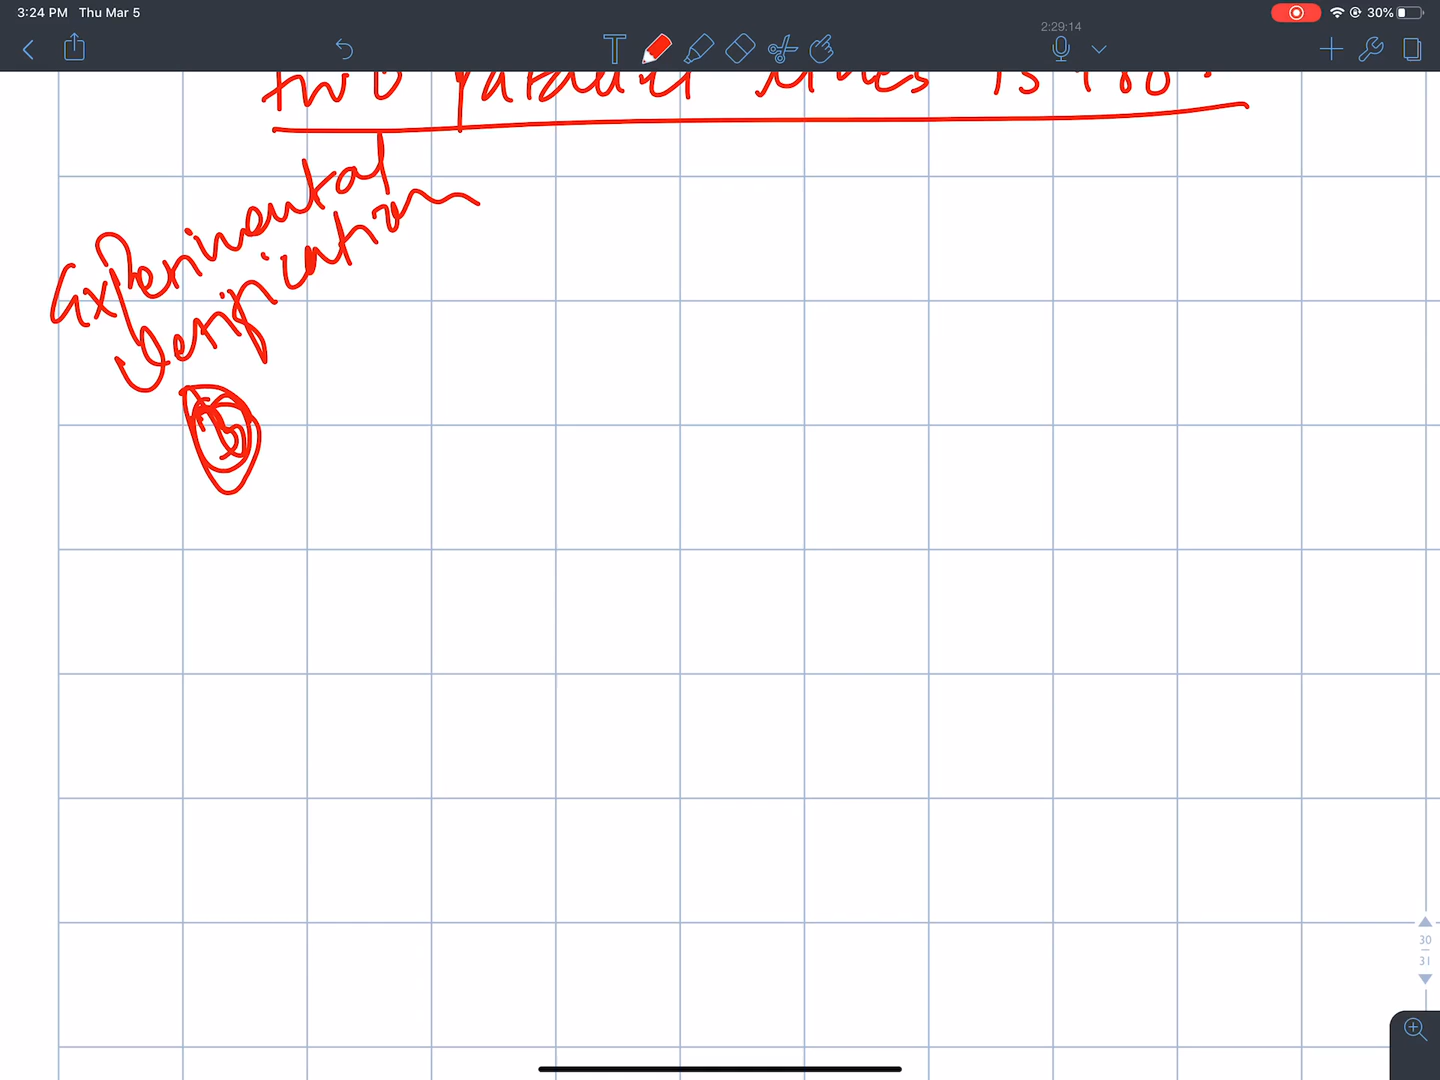 3:24 PM Thu Mar 5
30%
2:29:14
two parallel lines is 180°.
Experimental
Verification
30
31